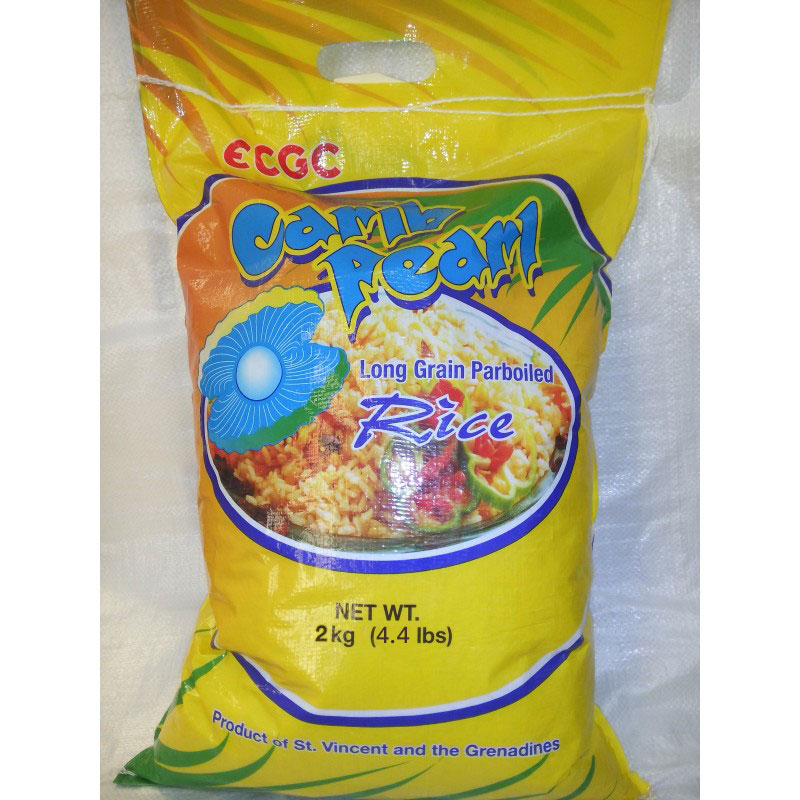 ECGC
Carib
Pearl
Long Grain Parboiled
Rice
NET WT.
2kg (4.4 lbs)
Product of St. Vincent and the Grenadines